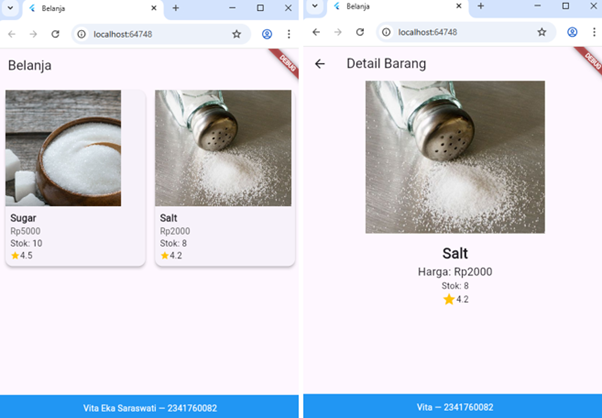 Belanja
localhost:64748
DEBUG
Belanja
Sugar
Rp5000
Stok: 10
4.5
Salt
Rp2000
Stok: 8
4.2
Vita Eka Saraswati — 2341760082
Belanja
localhost:64748
DEBUG
Detail Barang
Salt
Harga: Rp2000
Stok: 8
4.2
Vita — 2341760082